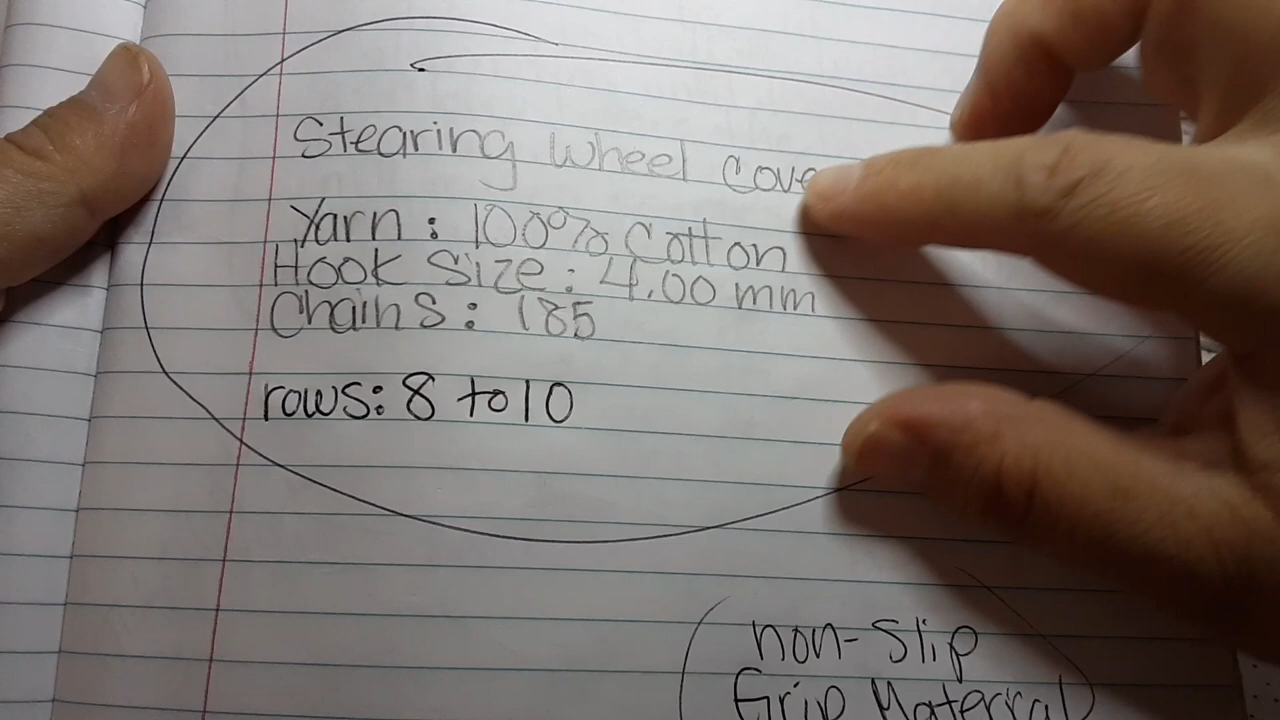 Stearing Wheel Cove
Yarn: 100% Cotton
Hook Size: 4.00 mm
Chains: 185
rows: 8 to 10
non-slip
Grip Materral